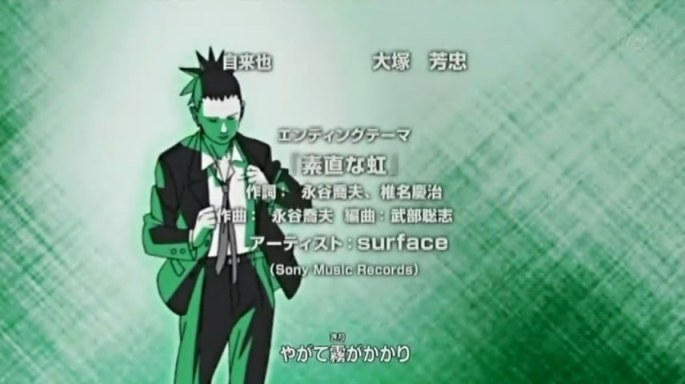 自来也　大塚　芳忠
エンディングテーマ
『素直な虹』
作詞：　永谷喬夫、椎名慶治
作曲：　永谷喬夫　編曲：武部聡志
アーティスト：surface
（Sony Music Records）
きり
やがて霧がかかり